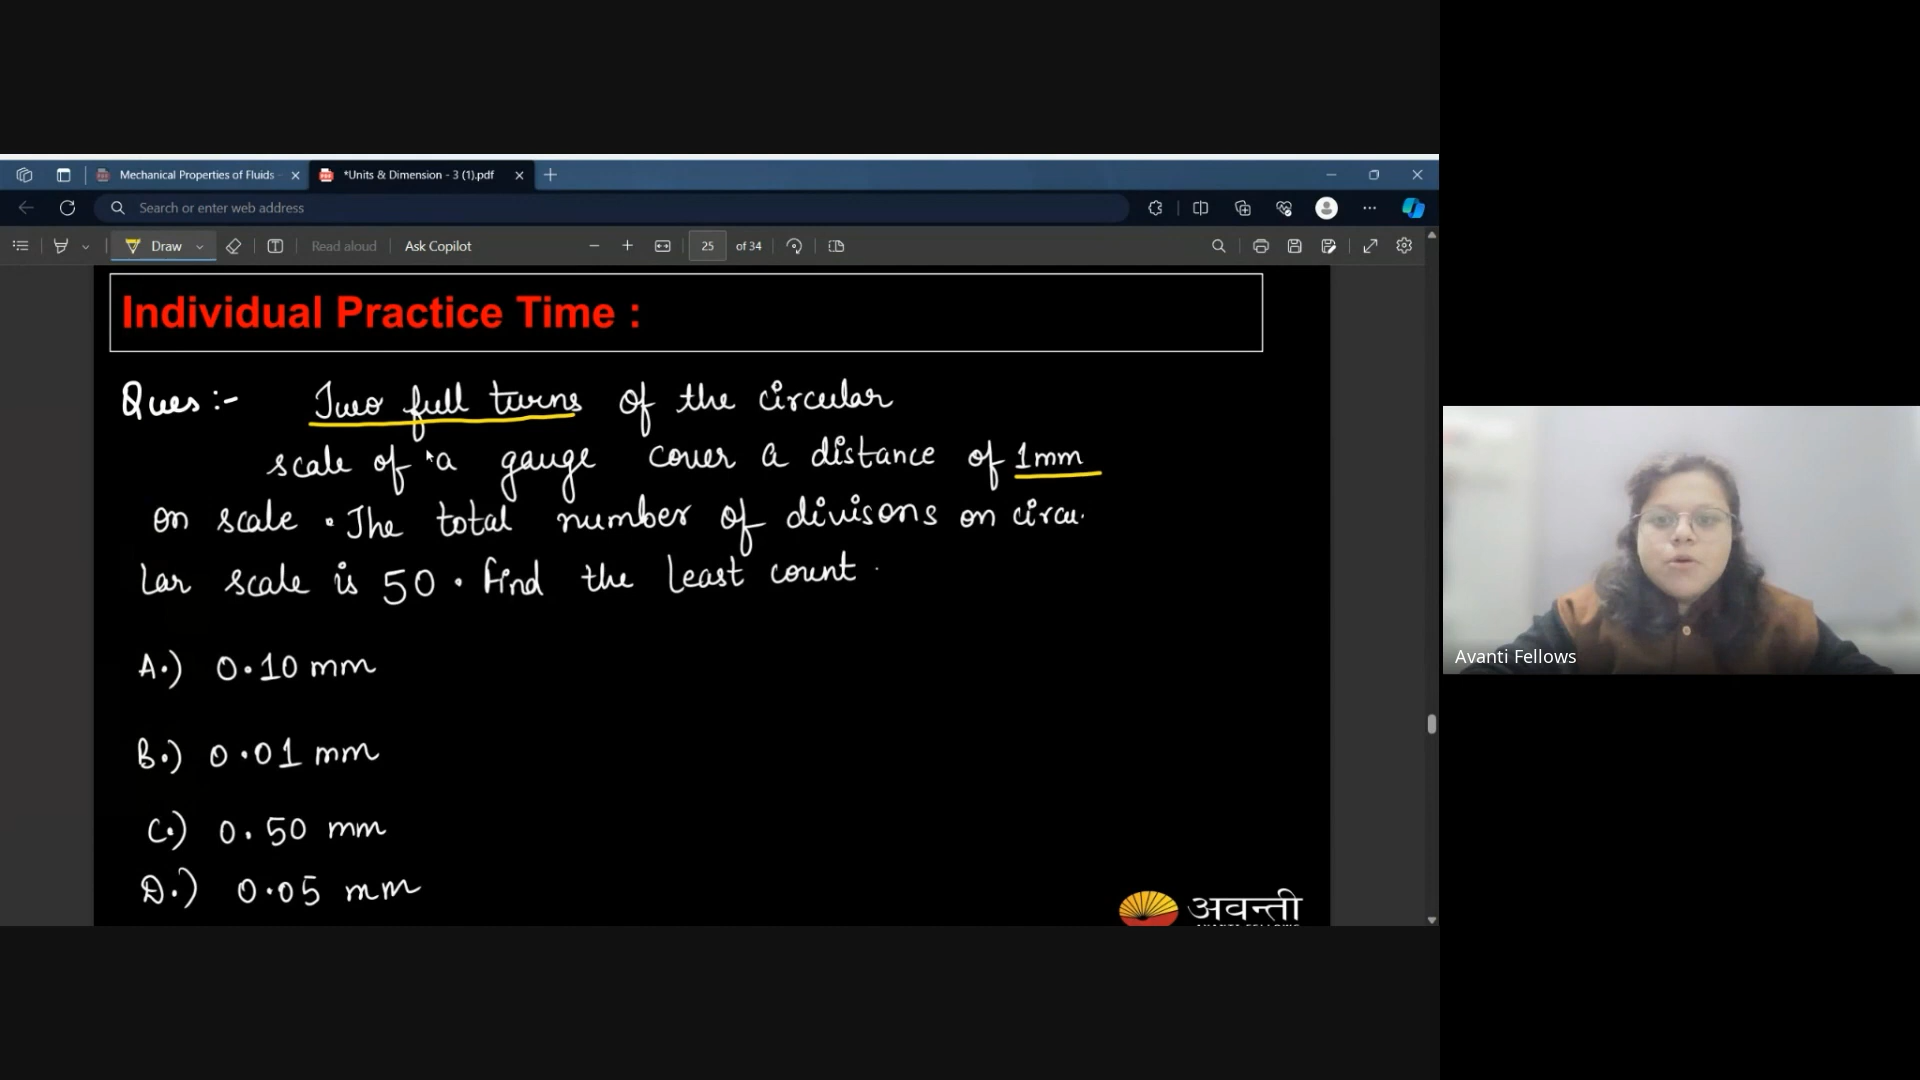 Mechanical Properties of Fluids
*Units & Dimension - 3 (1).pdf
Search or enter web address
Draw
Read aloud
Ask Copilot
25
of 34
Individual Practice Time :
Ques :- Two full turns of the circular
scale of a gauge cover a distance of 1mm
on scale . The total number of divisons on circu.
lar scale is 50 . find the least count .
A.) 0.10 mm
B.) 0.01 mm
C.) 0.50 mm
D.) 0.05 mm
अवन्ती
Avanti Fellows